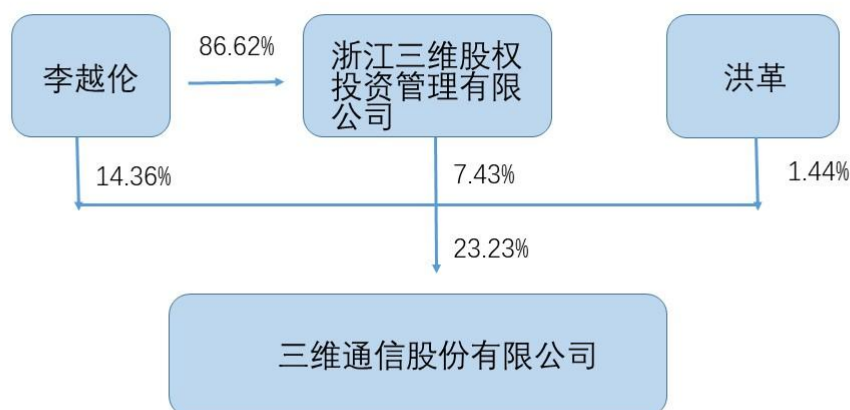 李越伦
86.62%
浙江三维股权
投资管理有限
公司
洪革
14.36%
7.43%
1.44%
23.23%
三维通信股份有限公司